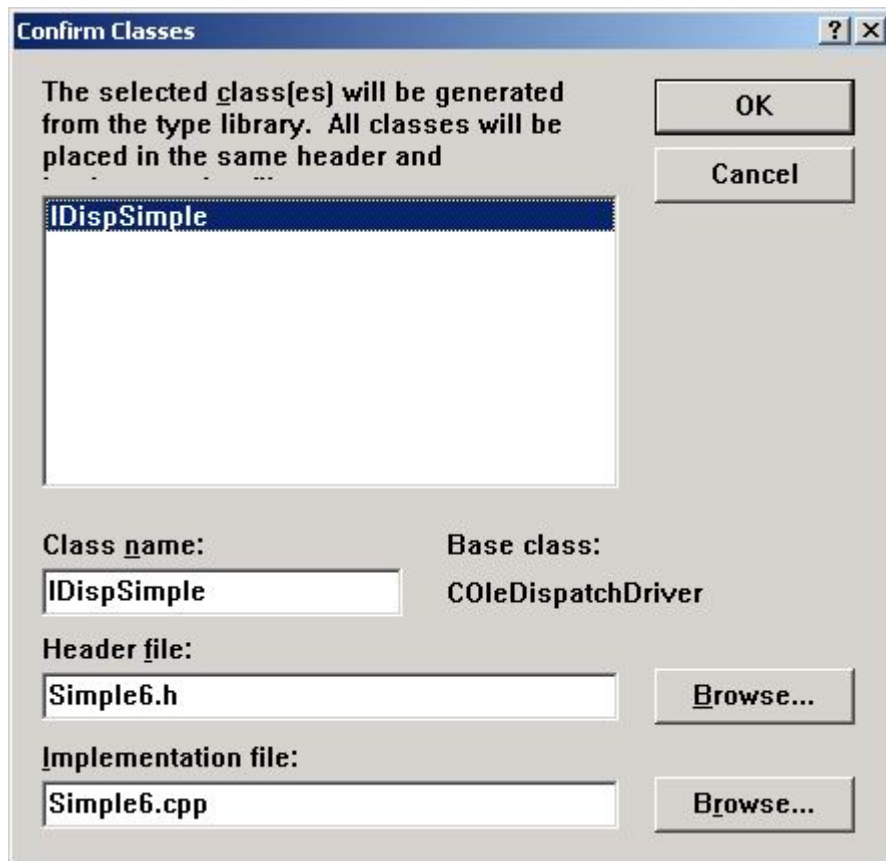 Confirm Classes
The selected class(es) will be generated
from the type library. All classes will be
placed in the same header and
OK
Cancel
IDispSimple
Class name:
Base class:
IDispSimple
COleDispatchDriver
Header file:
Simple6.h
Browse...
Implementation file:
Simple6.cpp
Browse...